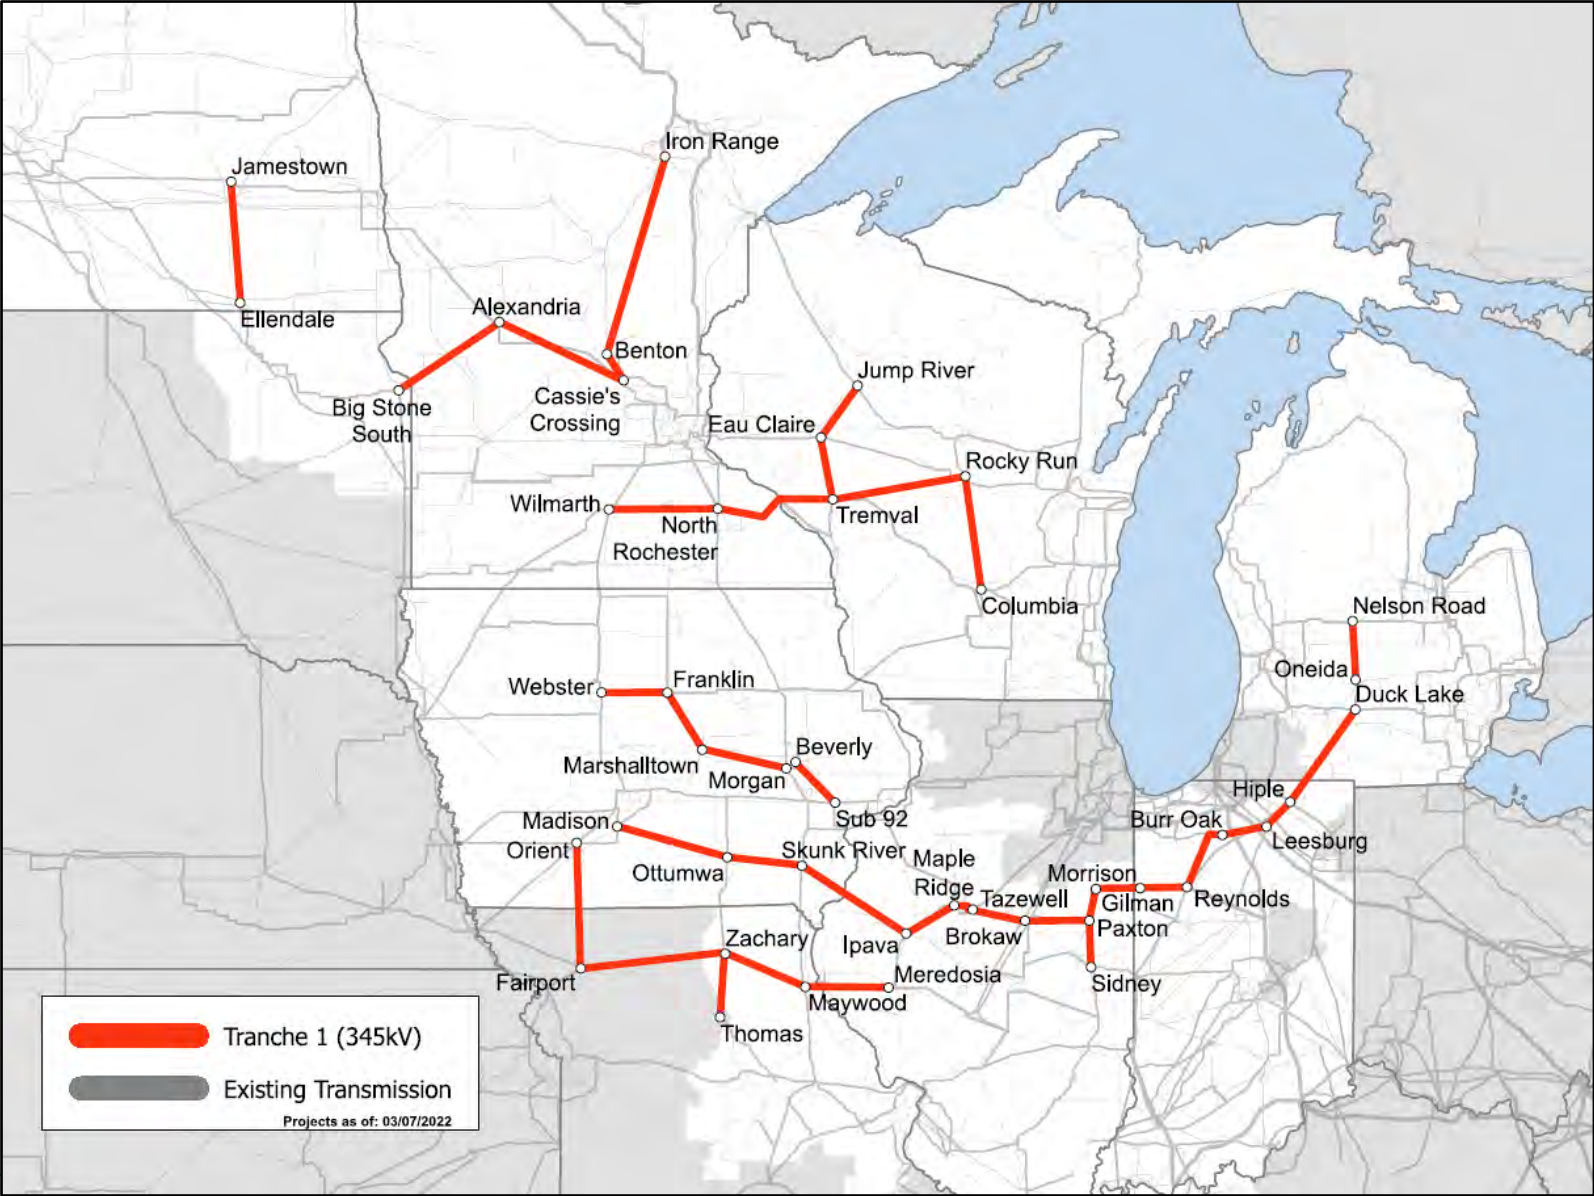 Iron Range
Jamestown
Alexandria
Ellendale
Benton
Jump River
Cassie's
Crossing
Big Stone
South
Eau Claire
Rocky Run
Wilmarth
North
Rochester
Tremval
Columbia
Nelson Road
Oneida
Duck Lake
Webster
Franklin
Beverly
Marshalltown
Morgan
Hiple
Madison
Sub 92
Burr Oak
Orient
Skunk River
Leesburg
Ottumwa
Maple
Ridge
Morrison
Tazewell
Gilman
Reynolds
Zachary
Ipava
Brokaw
Paxton
Fairport
Meredosia
Sidney
Maywood
Thomas
Tranche 1 (345kV)
Existing Transmission
Projects as of: 03/07/2022